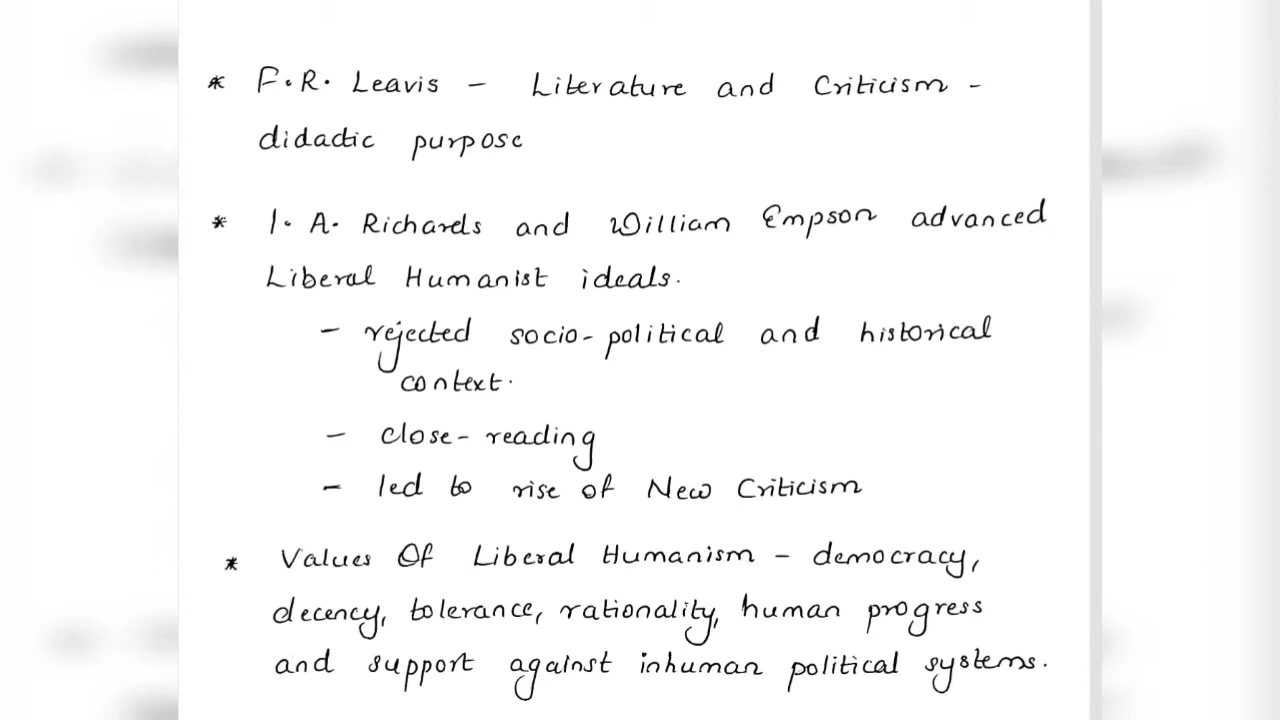 * F.R. Leavis - Literature and Criticism -
didactic purpose
* I. A. Richards and William Empson advanced
Liberal Humanist ideals.
- rejected socio-political and historical
context.
- close-reading
- led to rise of New Criticism
* Values Of Liberal Humanism - democracy,
decency, tolerance, rationality, human progress
and support against inhuman political systems.